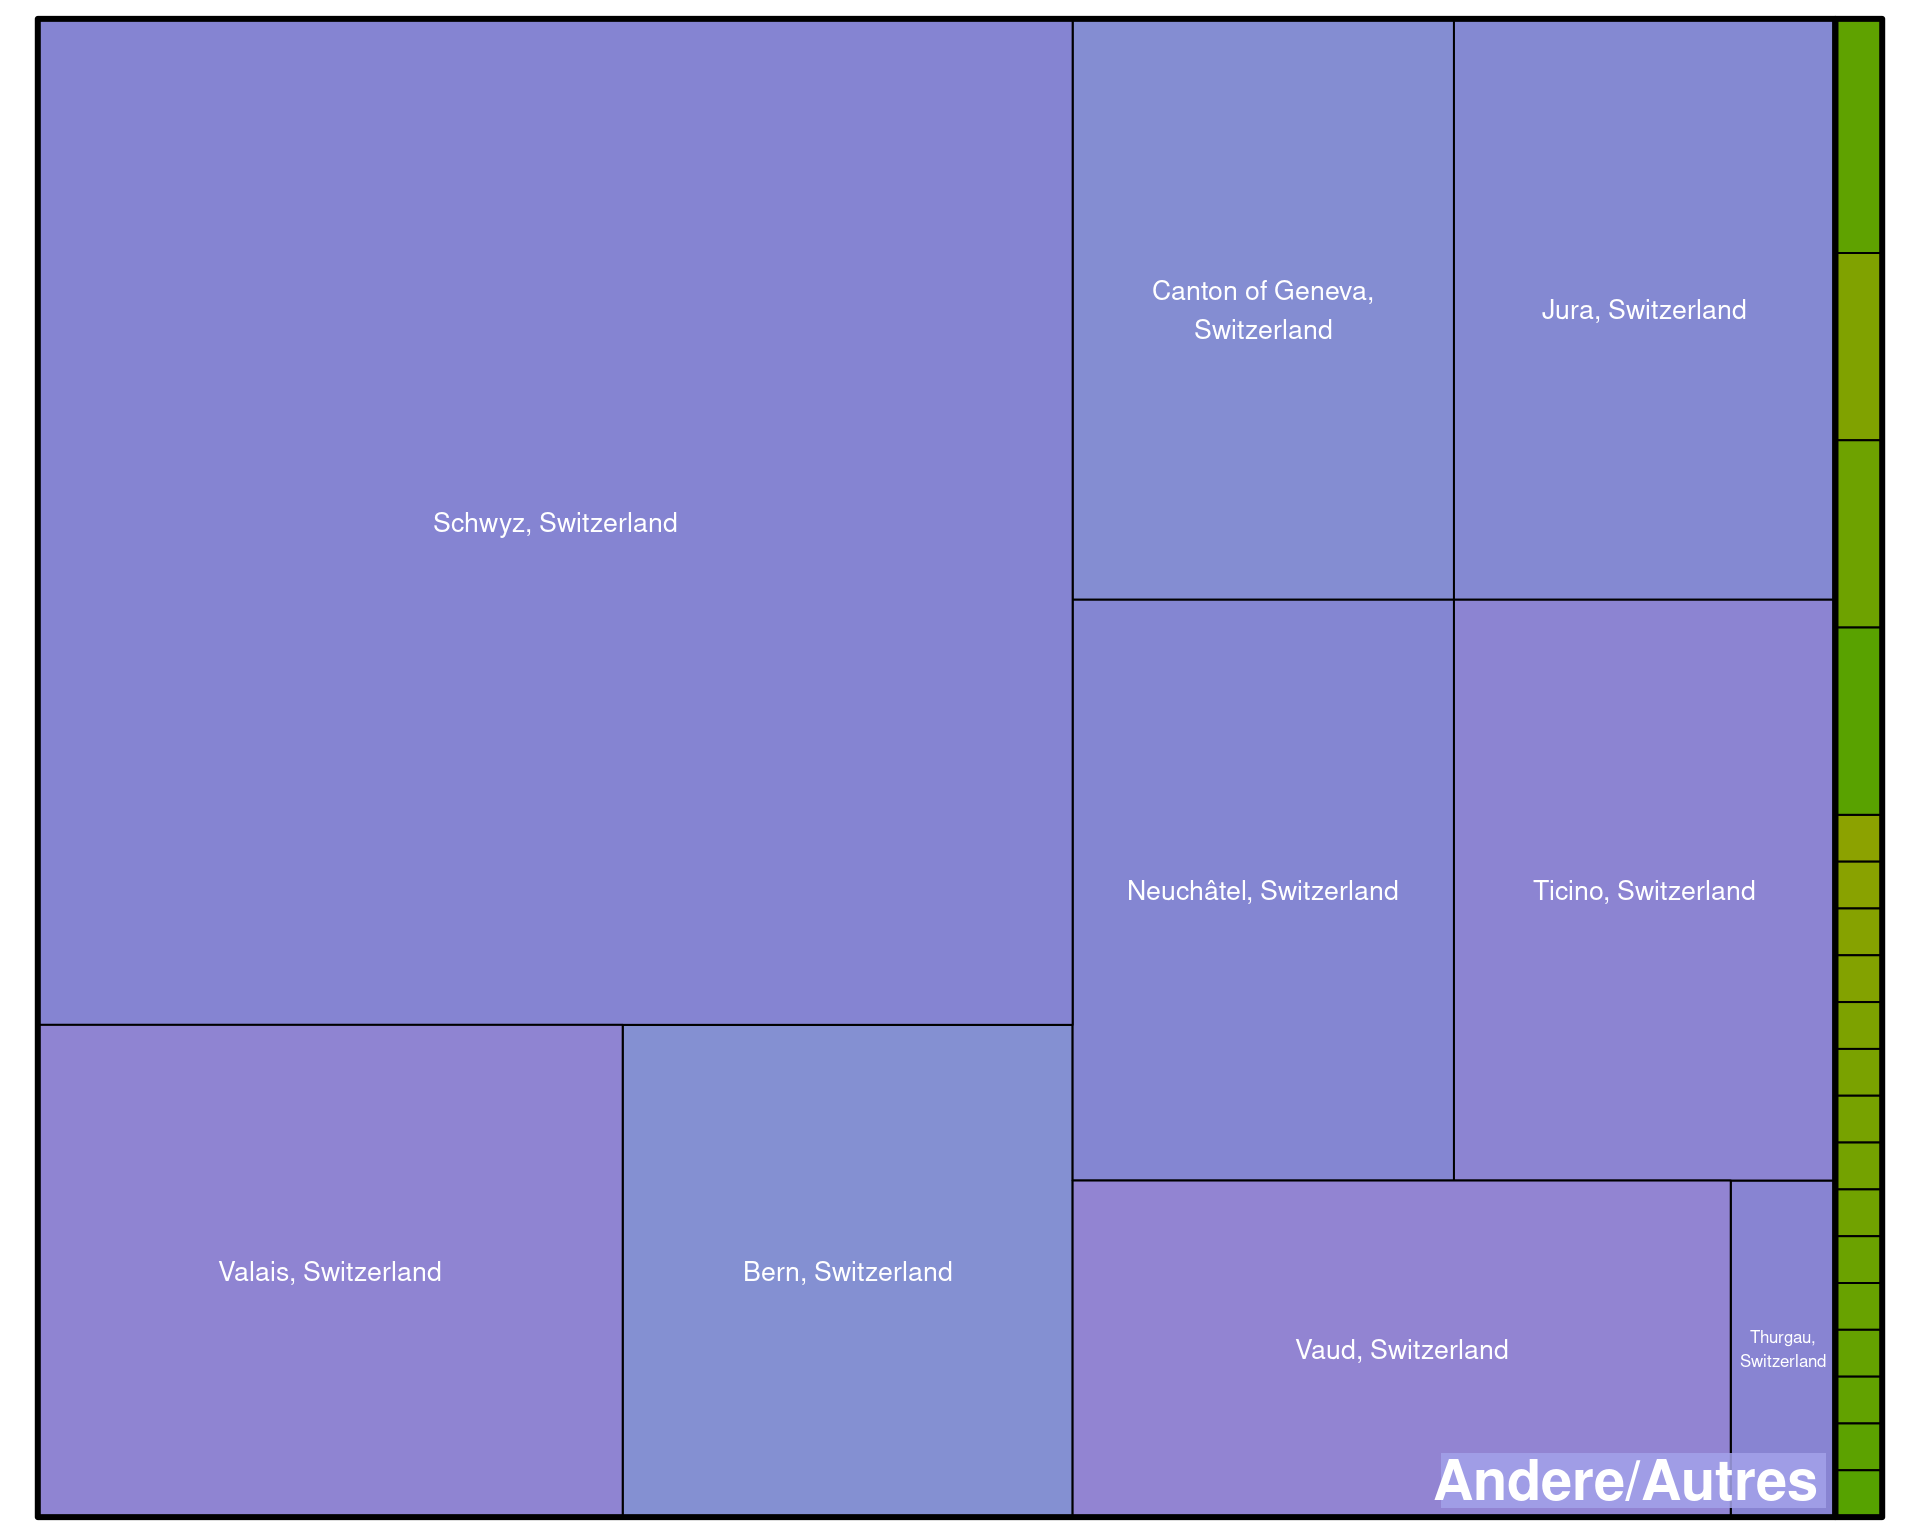 Schwyz, Switzerland
Canton of Geneva,
Switzerland
Jura, Switzerland
Neuchâtel, Switzerland
Ticino, Switzerland
Valais, Switzerland
Bern, Switzerland
Vaud, Switzerland
Thurgau,
Switzerland
Andere/Autres